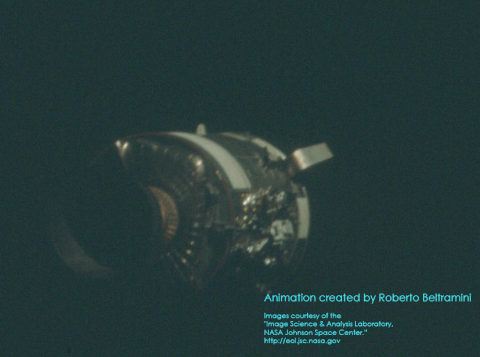 Animation created by Roberto Beltramini
Images courtesy of the
"Image Science & Analysis Laboratory,
NASA Johnson Space Center."
http://eol.jsc.nasa.gov